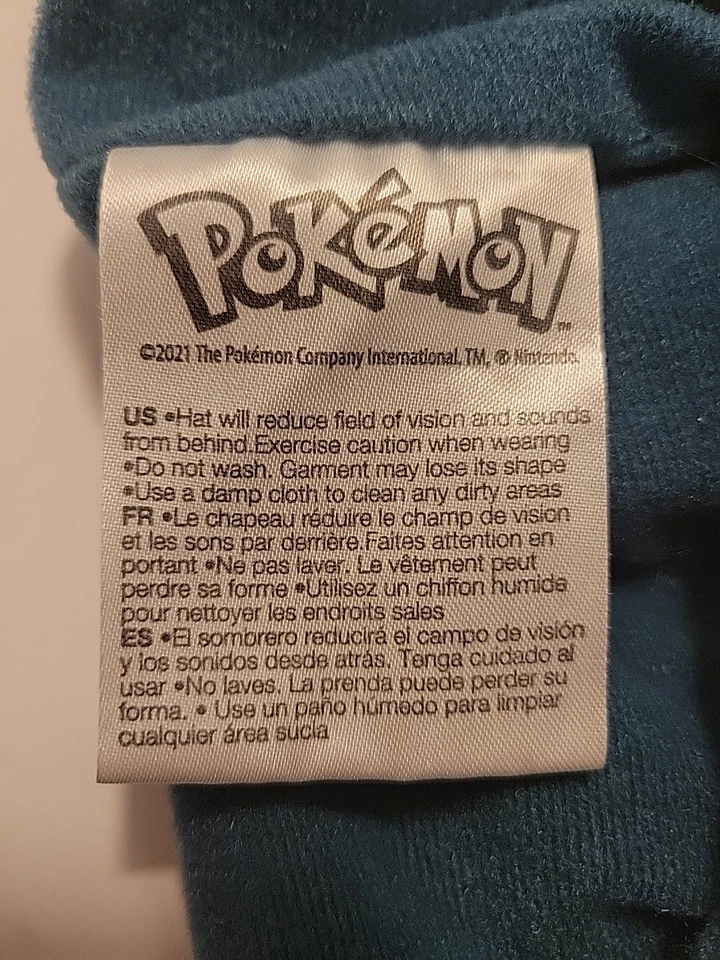 POKéMON
TM
©2021 The Pokémon Company International. TM, ® Nintendo.
US •Hat will reduce field of vision and sounds
from behind.Exercise caution when wearing
•Do not wash. Garment may lose its shape
•Use a damp cloth to clean any dirty areas
FR •Le chapeau réduire le champ de vision
et les sons par derrière.Faites attention en
portant •Ne pas laver. Le vêtement peut
perdre sa forme •Utilisez un chiffon humide
pour nettoyer les endroits sales
ES •El somorero reducirá el campo de visión
y los sonidos desde atrás. Tenga cuidado al
usar •No laves. La prenda puede perder su
forma. • Use un paño húmedo para limpiar
cualquier área sucia